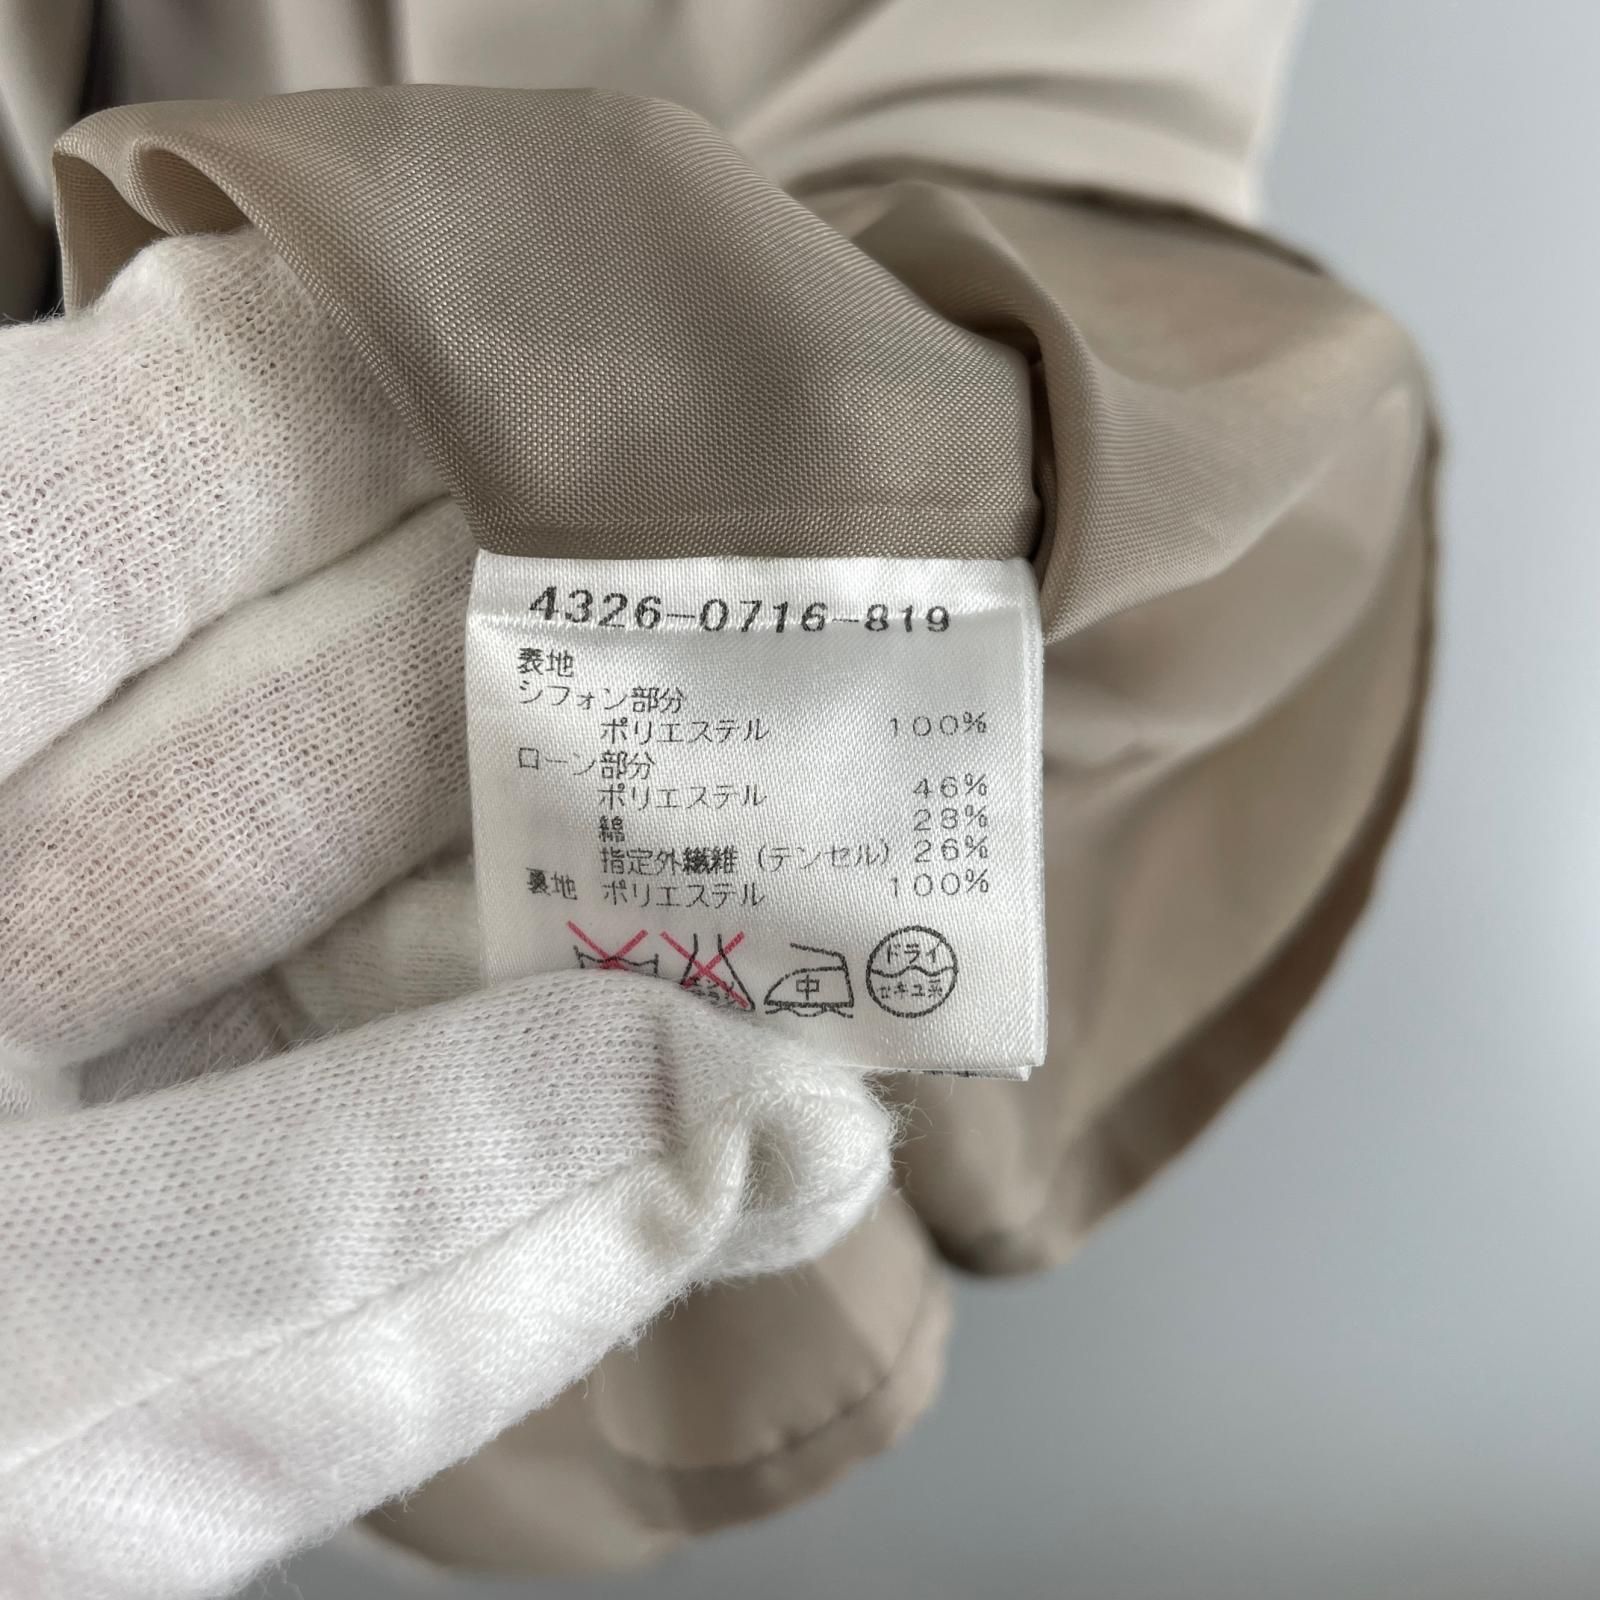 4326-0716-819
表地
シフォン部分
ポリエステル 100%
ローン部分
ポリエステル 46%
綿 28%
指定外繊維(テンセル) 26%
裏地 ポリエステル 100%
中
ドライ
セキユ系